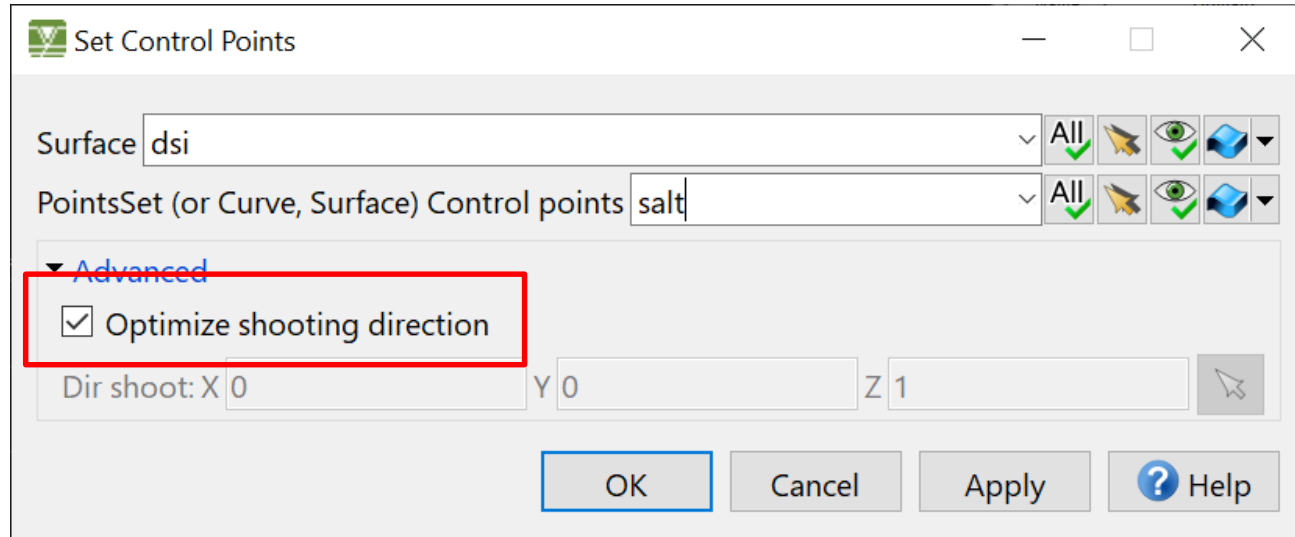 Set Control Points
Surface dsi All
PointsSet (or Curve, Surface) Control points salt All
Advanced
Optimize shooting direction
Dir shoot: X 0 Y 0 Z 1
OK Cancel Apply ? Help